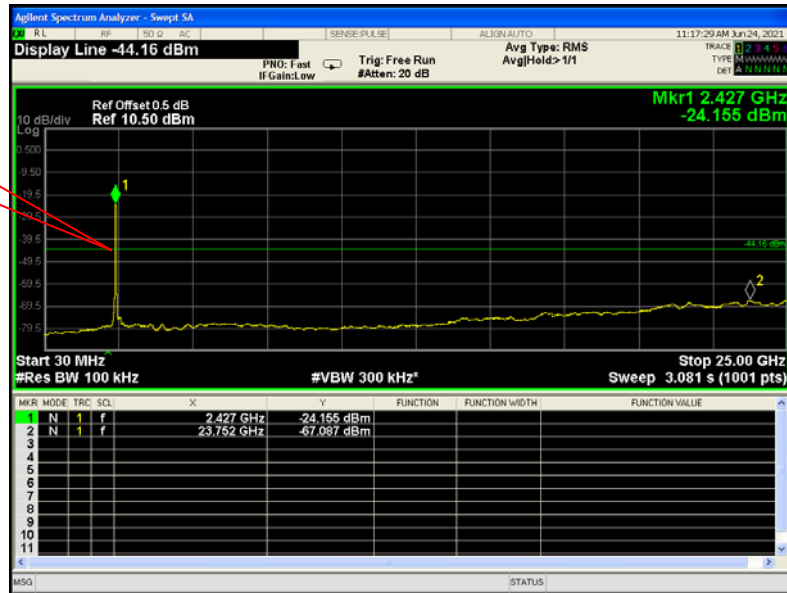 Agilent Spectrum Analyzer - Swept SA
RL RF 50 Ω AC SENSE:PULSE ALIGN AUTO 11:17:29 AM Jun 24, 2021
Display Line -44.16 dBm
Avg Type: RMS
Avg|Hold:>1/1
PNO: Fast
IFGain:Low
Trig: Free Run
#Atten: 20 dB
TRACE 1 2 3 4 5 6
TYPE M
DET A N N N N N
Mkr1 2.427 GHz
-24.155 dBm
Ref Offset 0.5 dB
10 dB/div Ref 10.50 dBm
Log
0.500
-9.50
-19.5
-29.5
-39.5
-49.5
-59.5
-69.5
-79.5
1
-44.16 dBm
2
Start 30 MHz Stop 25.00 GHz
#Res BW 100 kHz #VBW 300 kHz* Sweep 3.081 s (1001 pts)
MKR MODE TRC SCL X Y FUNCTION FUNCTION WIDTH FUNCTION VALUE
1 N 1 f 2.427 GHz -24.155 dBm
2 N 1 f 23.752 GHz -67.087 dBm
3
4
5
6
7
8
9
10
11
MSG STATUS